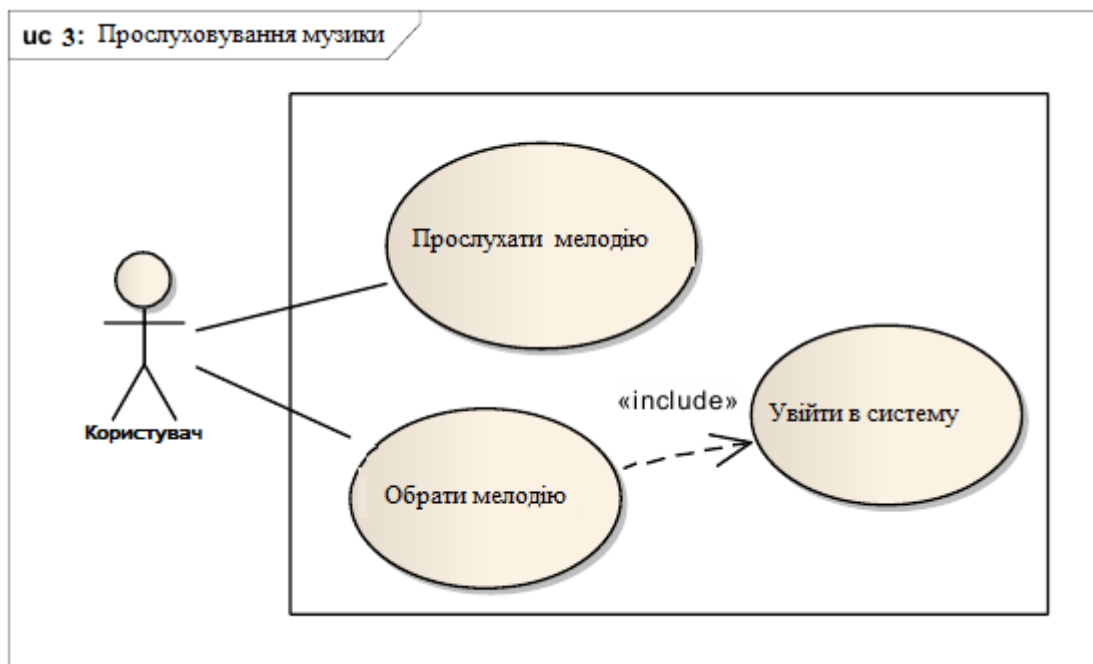 uc 3: Прослуховування музики
Прослухати мелодію
«include»
Увійти в систему
Користувач
Обрати мелодію